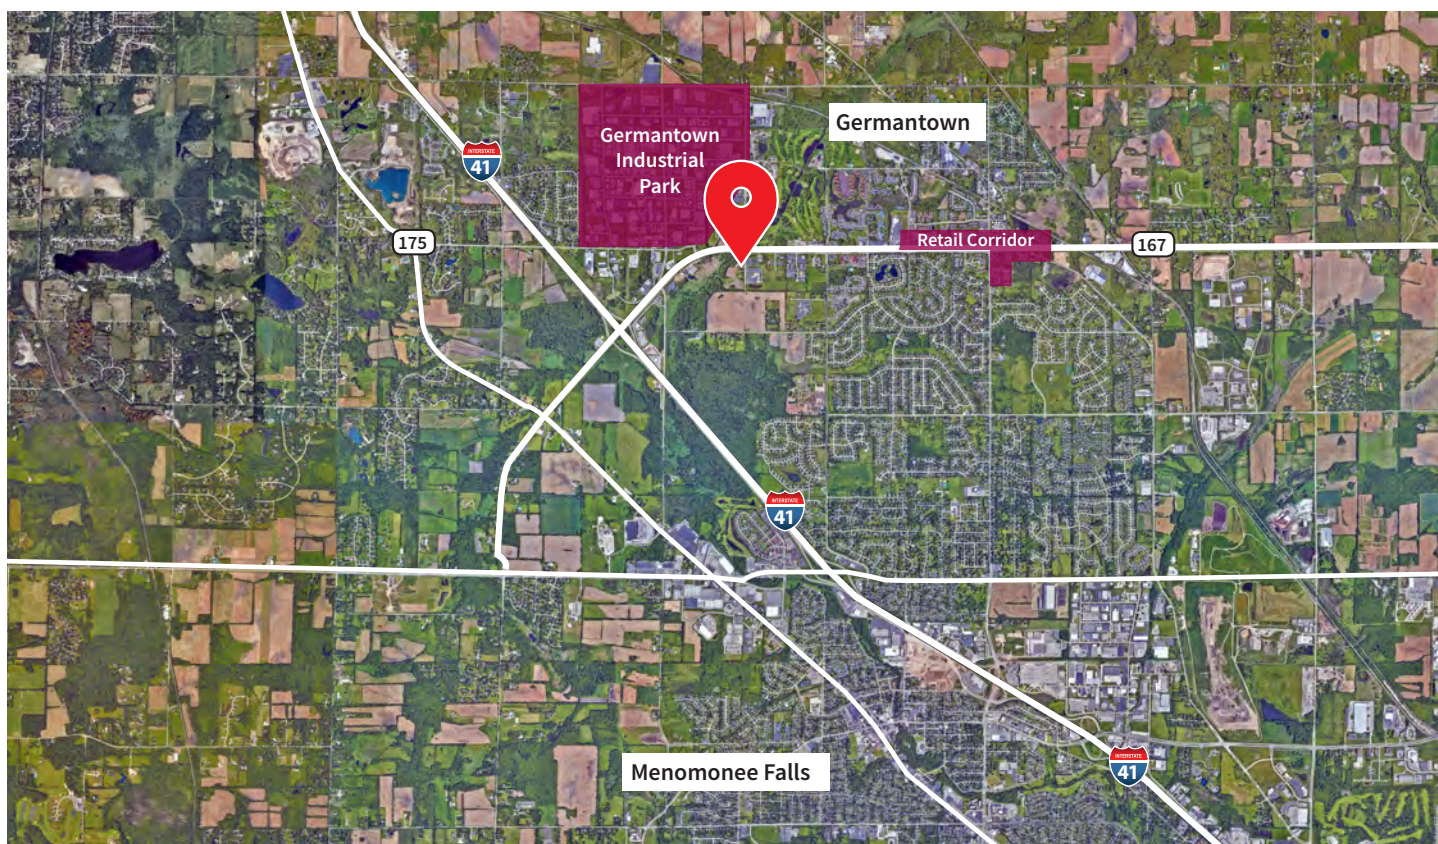 Germantown
Germantown
Industrial
Park
INTERSTATE
41
175
Retail Corridor
167
INTERSTATE
41
Menomonee Falls
INTERSTATE
41